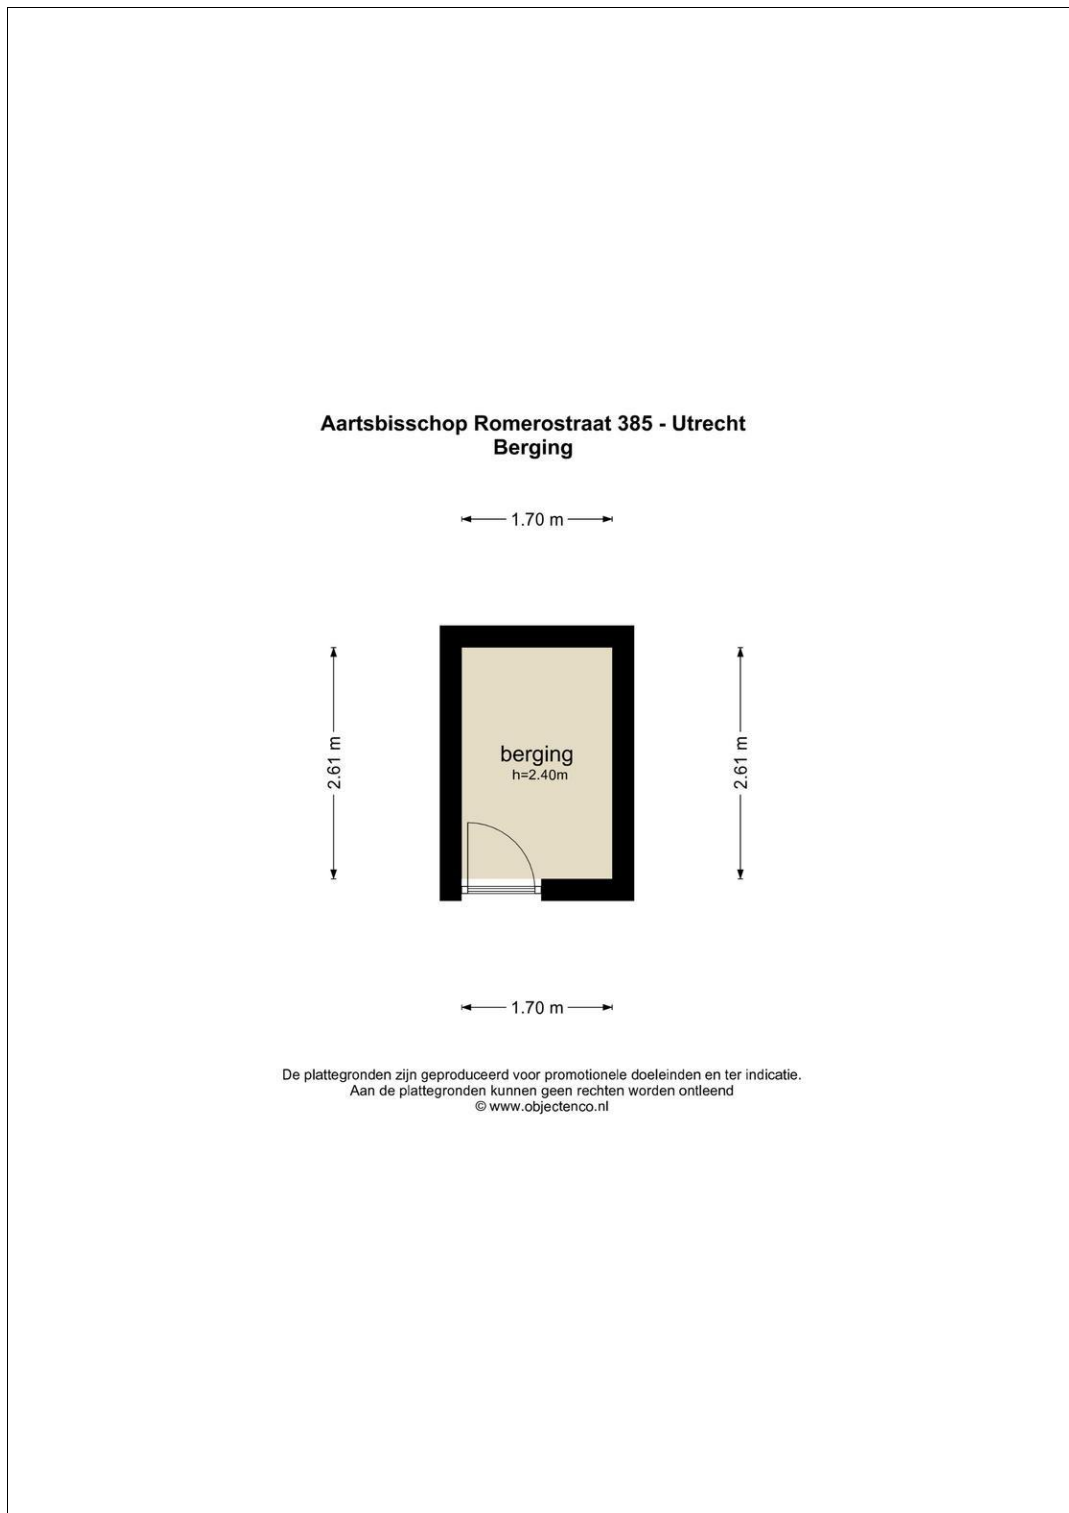 Aartsbisschop Romerostraat 385 - Utrecht
Berging
1.70 m
2.61 m
berging
h=2.40m
2.61 m
1.70 m
De plattegronden zijn geproduceerd voor promotionele doeleinden en ter indicatie.
Aan de plattegronden kunnen geen rechten worden ontleend
© www.objectenco.nl